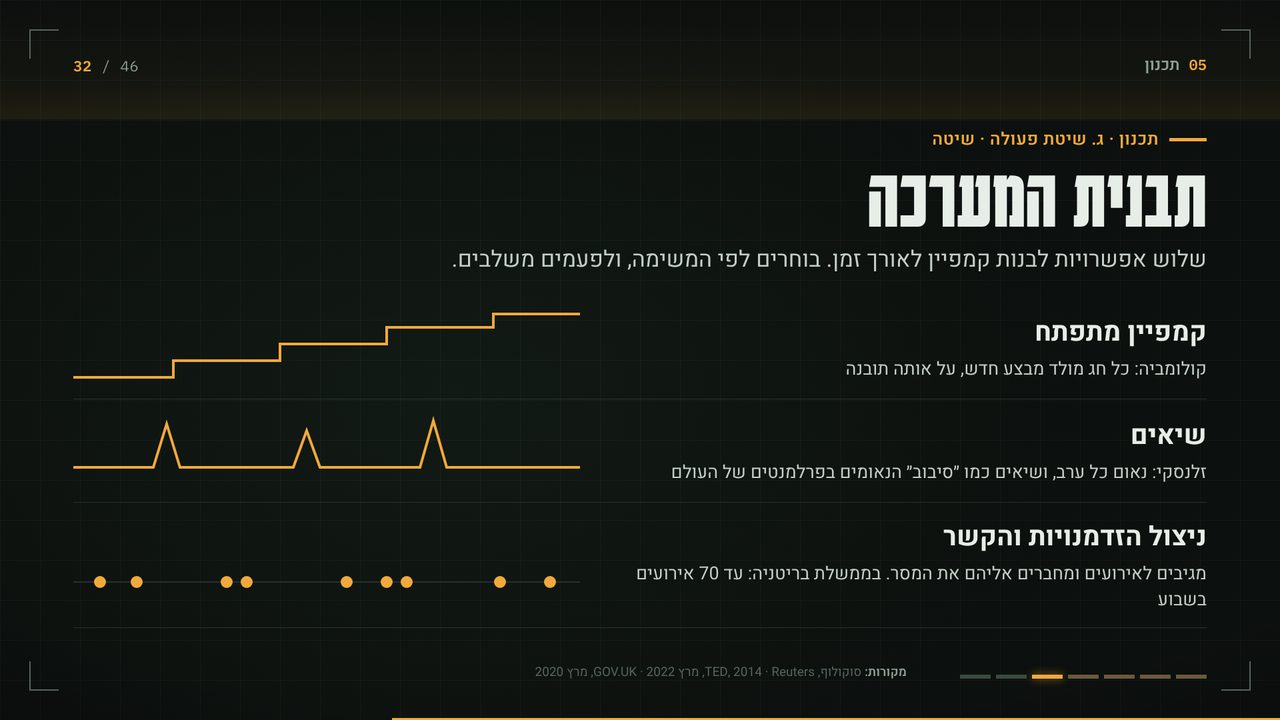 05 תכנון
32 / 46
תכנון · ג. שיטת פעולה · שיטה
תבנית המערכה
שלוש אפשרויות לבנות קמפיין לאורך זמן. בוחרים לפי המשימה, ולפעמים משלבים.
קמפיין מתפתח
קולומביה: כל חג מולד מבצע חדש, על אותה תובנה
שיאים
זלנסקי: נאום כל ערב, ושיאים כמו ״סיבוב״ הנאומים בפרלמנטים של העולם
ניצול הזדמנויות והקשר
מגיבים לאירועים ומחברים אליהם את המסר. בממשלת בריטניה: עד 70 אירועים
בשבוע
מקורות: סוקולוף, TED, 2014 · Reuters, מרץ 2022 · GOV.UK, מרץ 2020